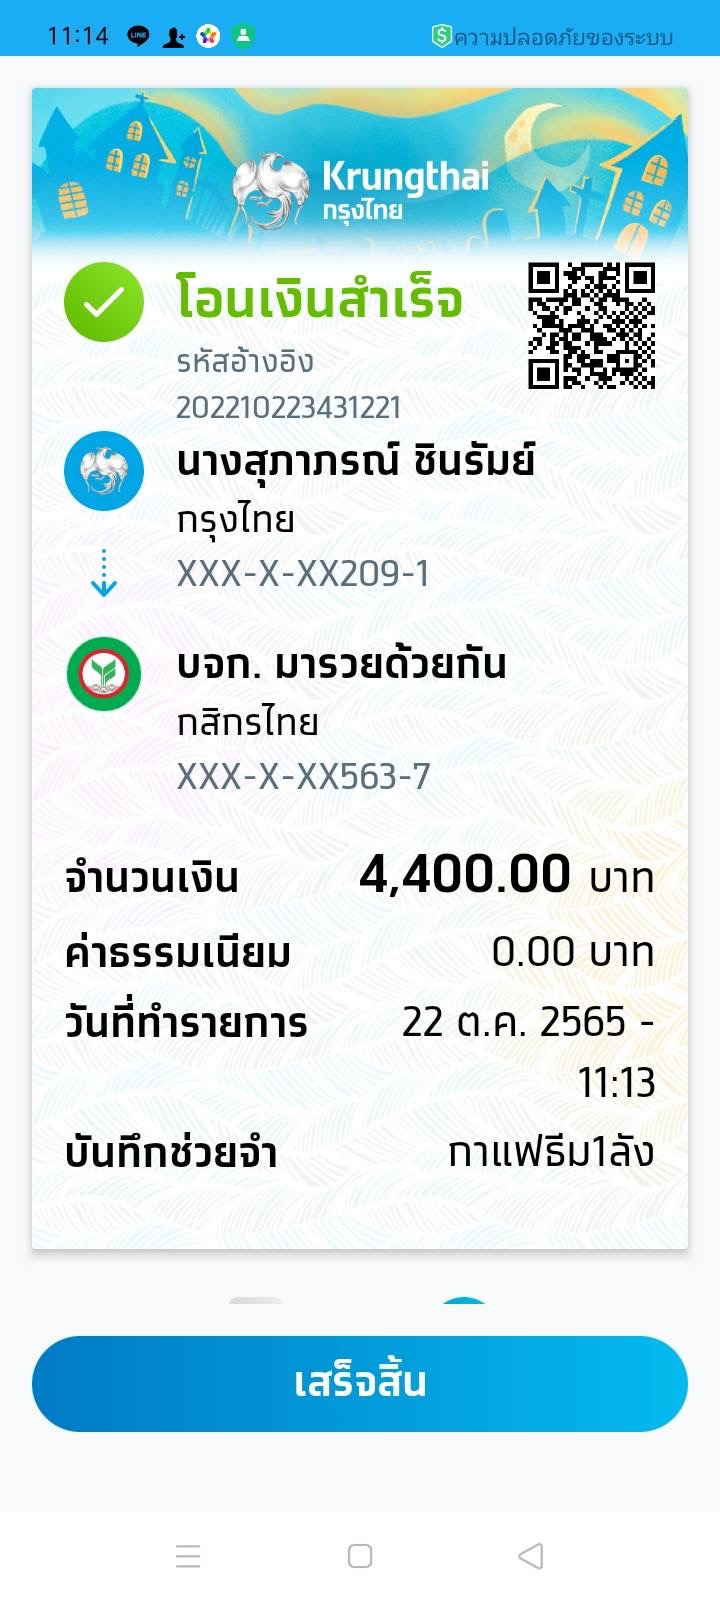 11:14
LINE
$ ความปลอดภัยของระบบ
Krungthai
กรุงไทย
โอนเงินสำเร็จ
รหัสอ้างอิง
202210223431221
นางสุภาภรณ์ ชินรัมย์
กรุงไทย
XXX-X-XX209-1
บจก. มารวยด้วยกัน
กสิกรไทย
XXX-X-XX563-7
จำนวนเงิน 4,400.00 บาท
ค่าธรรมเนียม 0.00 บาท
วันที่ทำรายการ 22 ต.ค. 2565 -
11:13
บันทึกช่วยจำ กาแฟธีม1ลัง
เสร็จสิ้น